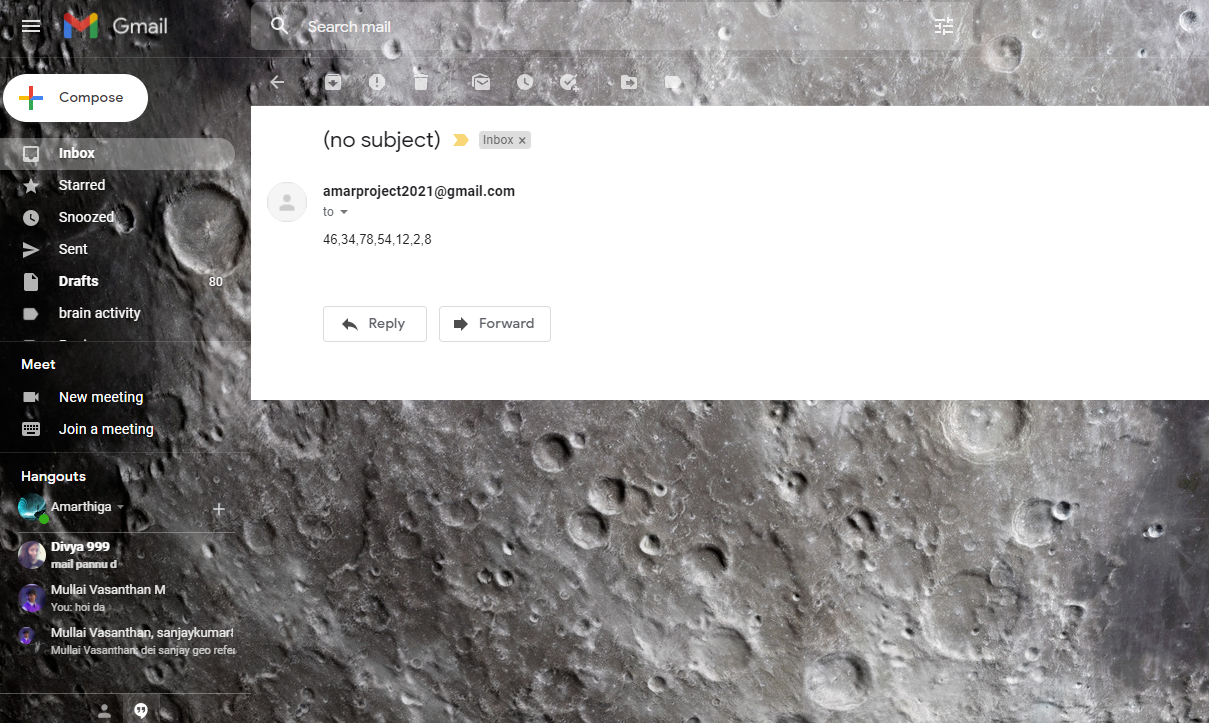 Gmail
Search mail
Compose
(no subject)
Inbox ×
Inbox
Starred
Snoozed
Sent
Drafts 80
brain activity
amarproject2021@gmail.com
to
46,34,78,54,12,2,8
Reply
Forward
Meet
New meeting
Join a meeting
Hangouts
Amarthiga
Divya 999
mail pannu d
Mullai Vasanthan M
You: hoi da
Mullai Vasanthan, sanjaykumar
Mullai Vasanthan: dei sanjay geo refe